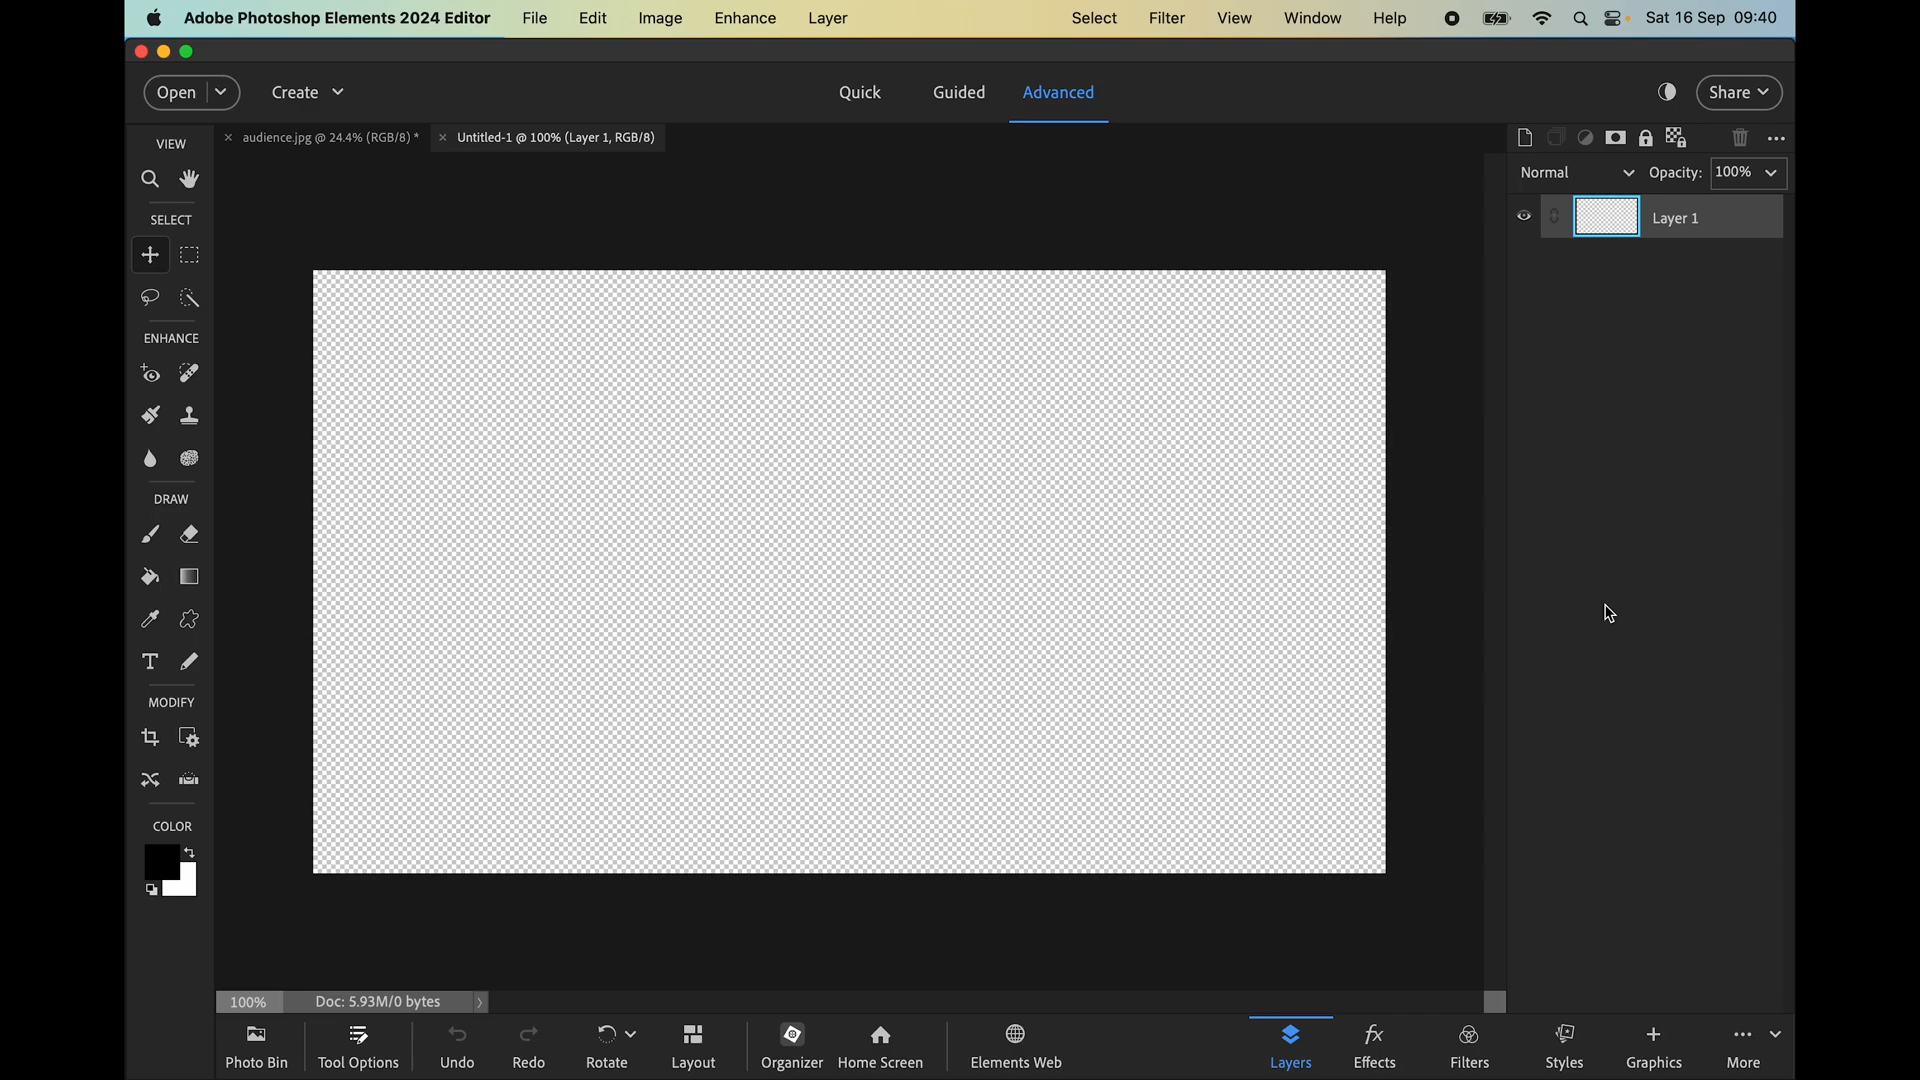 Adobe Photoshop Elements 2024 Editor File Edit Image Enhance Layer Select Filter View Window Help Sat 16 Sep 09:40
Open Create Quick Guided Advanced Share
VIEW
audience.jpg @ 24.4% (RGB/8) *
Untitled-1 @ 100% (Layer 1, RGB/8)
Normal Opacity: 100%
SELECT
Layer 1
ENHANCE
DRAW
T
MODIFY
COLOR
100% Doc: 5.93M/0 bytes
fx
Photo Bin Tool Options Undo Redo Rotate Layout Organizer Home Screen Elements Web Layers Effects Filters Styles Graphics More